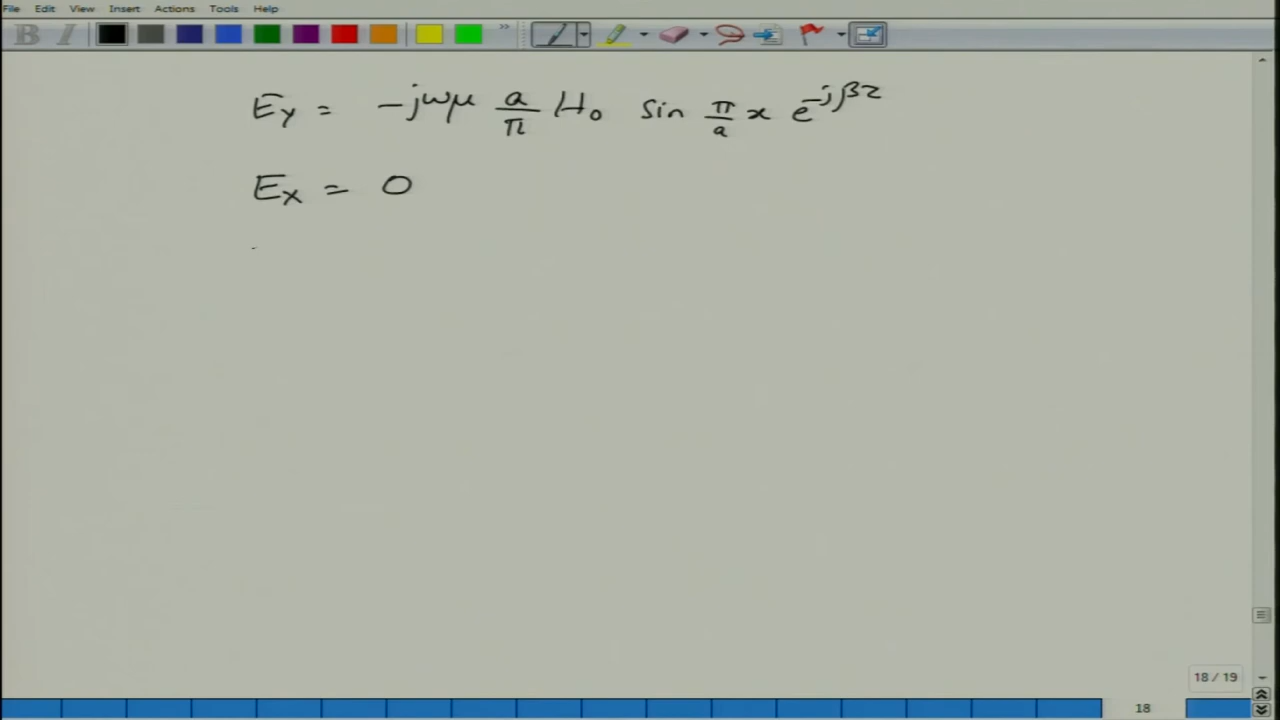 File Edit View Insert Actions Tools Help
B I
Ey = -jωμ a/π H₀ sin π/a x e^-jβz
Ex = 0
18 / 19
18